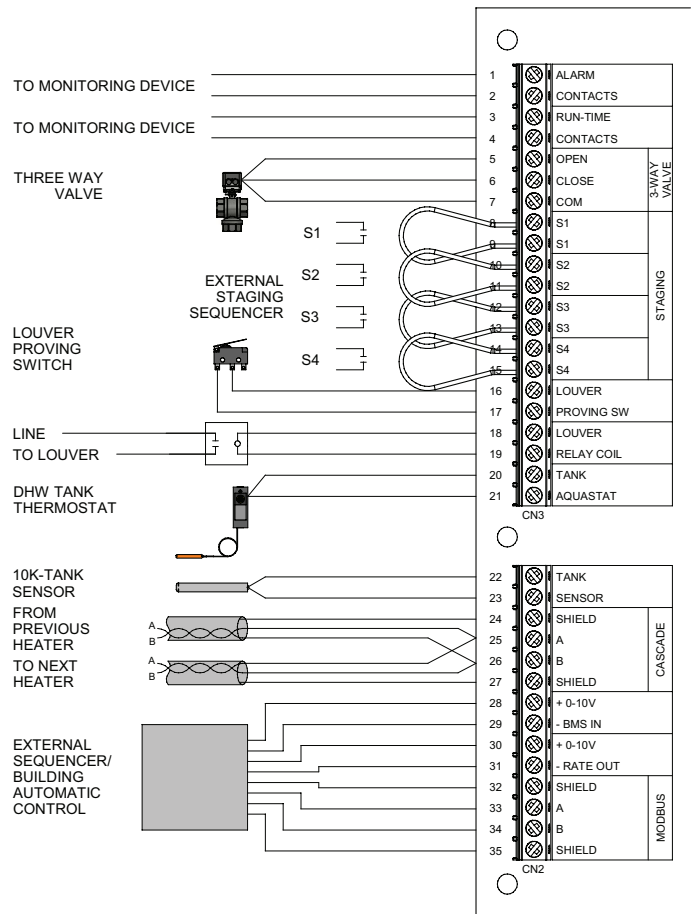 TO MONITORING DEVICE
TO MONITORING DEVICE
THREE WAY
VALVE
S1
S2
EXTERNAL
STAGING
SEQUENCER
S3
S4
LOUVER
PROVING
SWITCH
LINE
TO LOUVER
DHW TANK
THERMOSTAT
10K-TANK
SENSOR
FROM
PREVIOUS
HEATER
A
B
TO NEXT
HEATER
A
B
EXTERNAL
SEQUENCER/
BUILDING
AUTOMATIC
CONTROL
1 ALARM
2 CONTACTS
3 RUN-TIME
4 CONTACTS
5 OPEN
6 CLOSE
7 COM
3-WAY
VALVE
8 S1
9 S1
10 S2
11 S2
12 S3
13 S3
14 S4
15 S4
STAGING
16 LOUVER
17 PROVING SW
18 LOUVER
19 RELAY COIL
20 TANK
21 AQUASTAT
CN3
22 TANK
23 SENSOR
24 SHIELD
25 A
26 B
27 SHIELD
CASCADE
28 + 0-10V
29 - BMS IN
30 + 0-10V
31 - RATE OUT
32 SHIELD
33 A
34 B
35 SHIELD
MODBUS
CN2